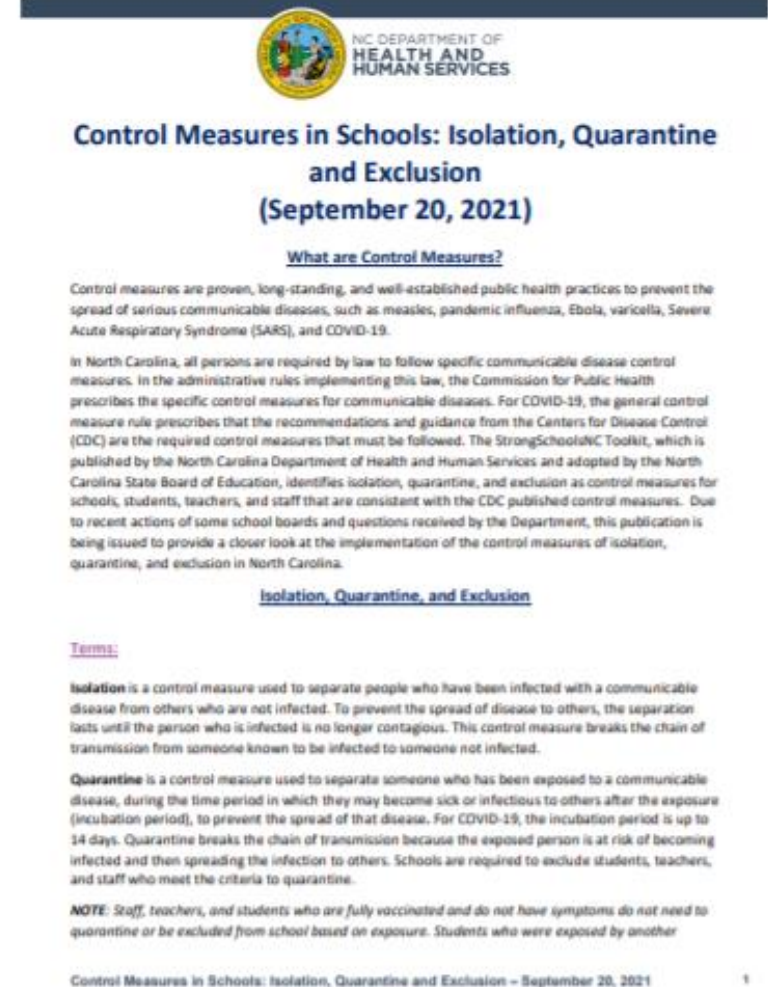 NC DEPARTMENT OF
HEALTH AND
HUMAN SERVICES
Control Measures in Schools: Isolation, Quarantine
and Exclusion
(September 20, 2021)
What are Control Measures?
Control measures are proven, long-standing, and well-established public health practices to prevent the
spread of serious communicable diseases, such as measles, pandemic influenza, Ebola, varicella, Severe
Acute Respiratory Syndrome (SARS), and COVID-19.
In North Carolina, all persons are required by law to follow specific communicable disease control
measures. In the administrative rules implementing this law, the Commission for Public Health
prescribes the specific control measures for communicable diseases. For COVID-19, the general control
measure rule prescribes that the recommendations and guidance from the Centers for Disease Control
(CDC) are the required control measures that must be followed. The StrongSchoolsNC Toolkit, which is
published by the North Carolina Department of Health and Human Services and adopted by the North
Carolina State Board of Education, identifies isolation, quarantine, and exclusion as control measures for
schools, students, teachers, and staff that are consistent with the CDC published control measures. Due
to recent actions of some school boards and questions received by the Department, this publication is
being issued to provide a closer look at the implementation of the control measures of isolation,
quarantine, and exclusion in North Carolina.
Isolation, Quarantine, and Exclusion
Terms:
Isolation is a control measure used to separate people who have been infected with a communicable
disease from others who are not infected. To prevent the spread of disease to others, the separation
lasts until the person who is infected is no longer contagious. This control measure breaks the chain of
transmission from someone known to be infected to someone not infected.
Quarantine is a control measure used to separate someone who has been exposed to a communicable
disease, during the time period in which they may become sick or infectious to others after the exposure
(incubation period), to prevent the spread of that disease. For COVID-19, the incubation period is up to
14 days. Quarantine breaks the chain of transmission because the exposed person is at risk of becoming
infected and then spreading the infection to others. Schools are required to exclude students, teachers,
and staff who meet the criteria to quarantine.
NOTE: Staff, teachers, and students who are fully vaccinated and do not have symptoms do not need to
quarantine or be excluded from school based on exposure. Students who were exposed by another
Control Measures in Schools: Isolation, Quarantine and Exclusion – September 20, 2021 1